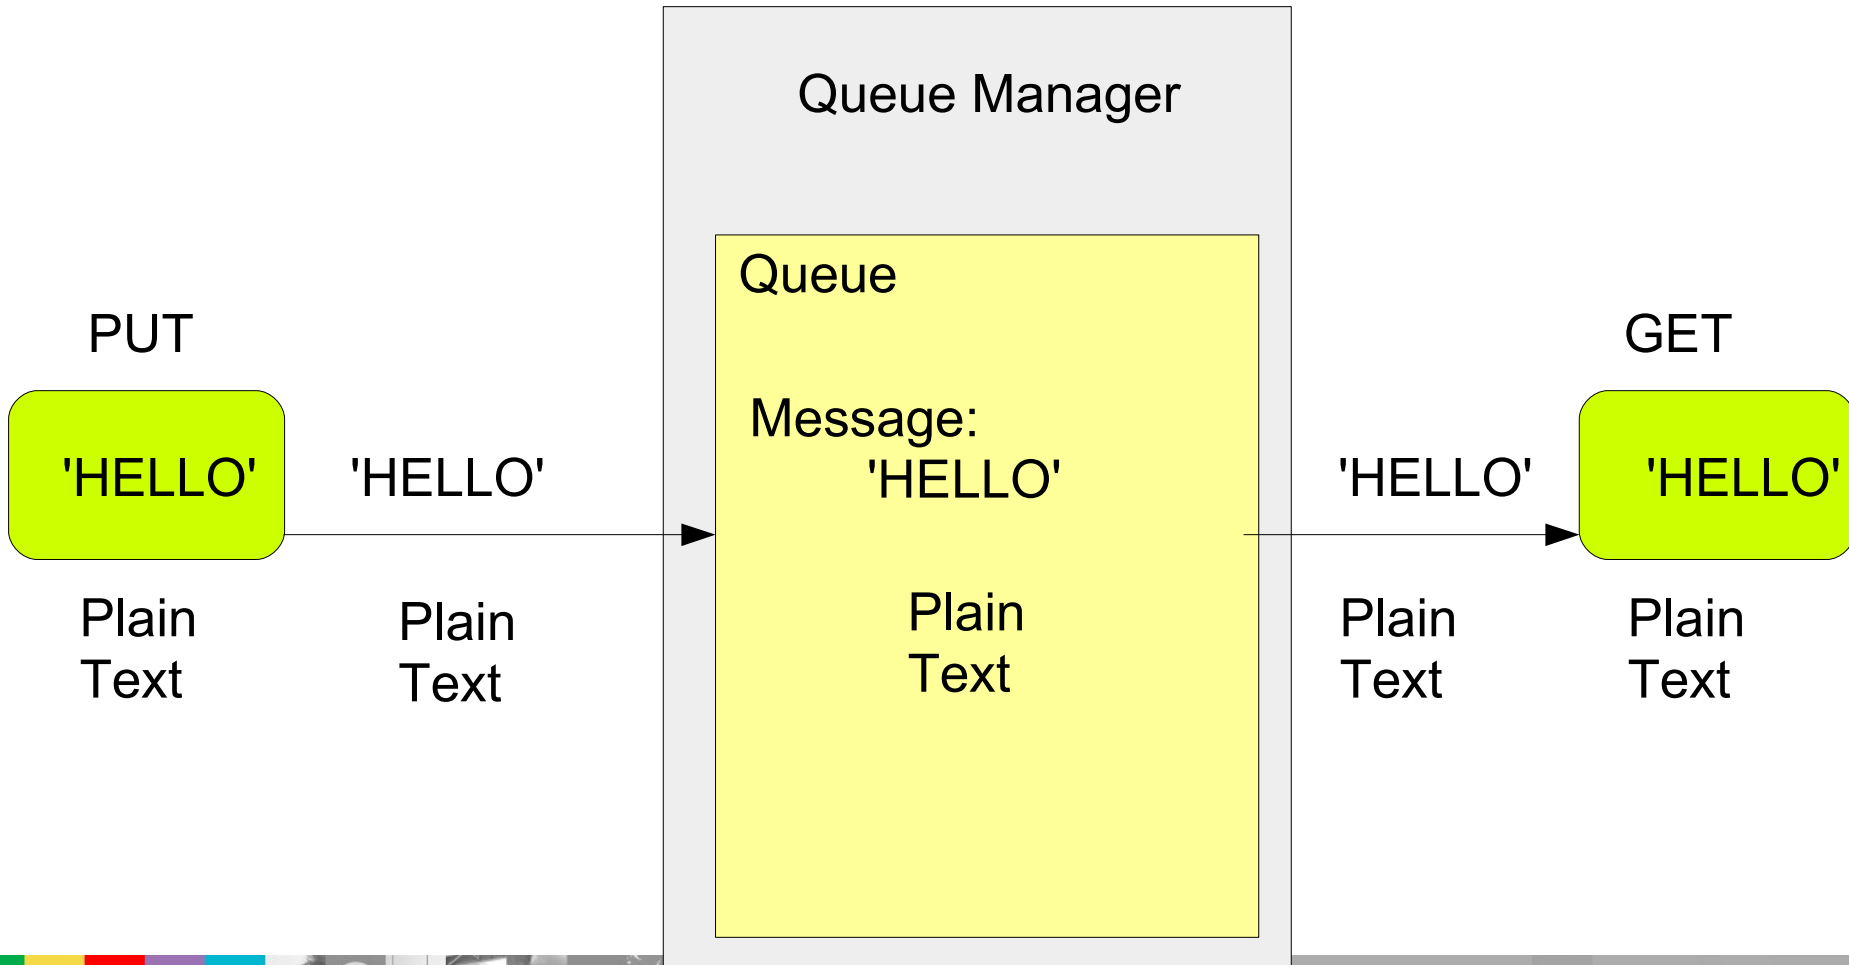 Queue Manager
Queue
PUT
GET
Message:
'HELLO'
'HELLO'
'HELLO'
'HELLO'
'HELLO'
Plain
Text
Plain
Text
Plain
Text
Plain
Text
Plain
Text